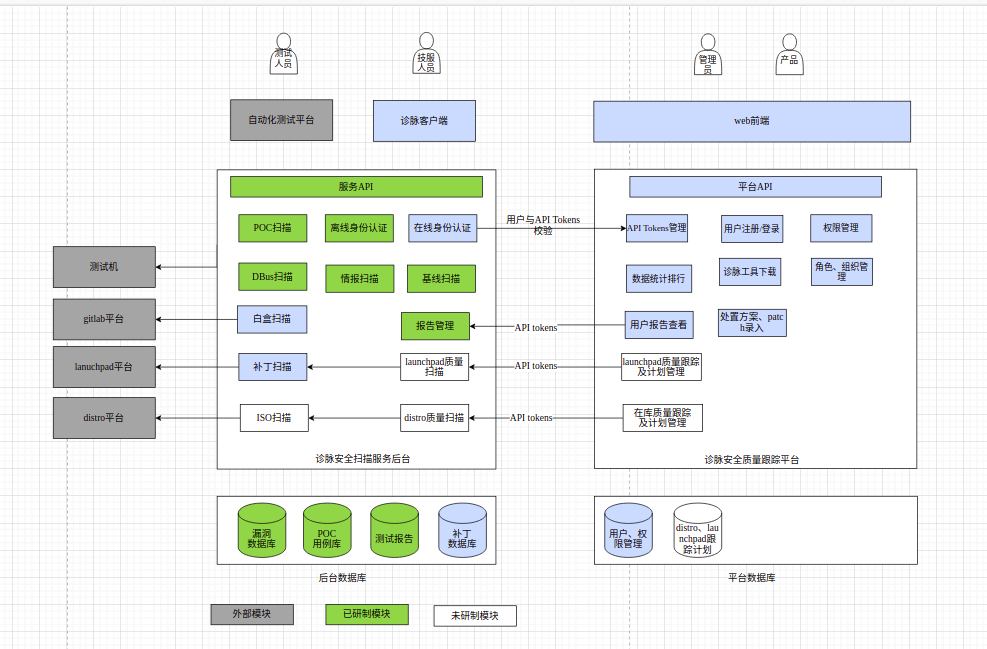 测试
人员
技服
人员
管理
员
产品
自动化测试平台
诊脉客户端
web前端
服务API
平台API
POC扫描
离线身份认证
在线身份认证
用户与API Tokens
校验
API Tokens管理
用户注册/登录
权限管理
测试机
DBus扫描
情报扫描
基线扫描
数据统计排行
诊脉工具下载
角色、组织管
理
gitlab平台
白盒扫描
报告管理
API tokens
用户报告查看
处置方案、patc
h录入
lanuchpad平台
补丁扫描
launchpad质量
扫描
API tokens
launchpad质量跟踪
及计划管理
distro平台
ISO扫描
distro质量扫描
API tokens
在库质量跟踪
及计划管理
诊脉安全扫描服务后台
诊脉安全质量跟踪平台
漏洞
数据库
POC
用例库
测试报告
补丁
数据库
用户、权
限管理
distro、lau
nchpad跟
踪计划
后台数据库
平台数据库
外部模块
已研制模块
未研制模块